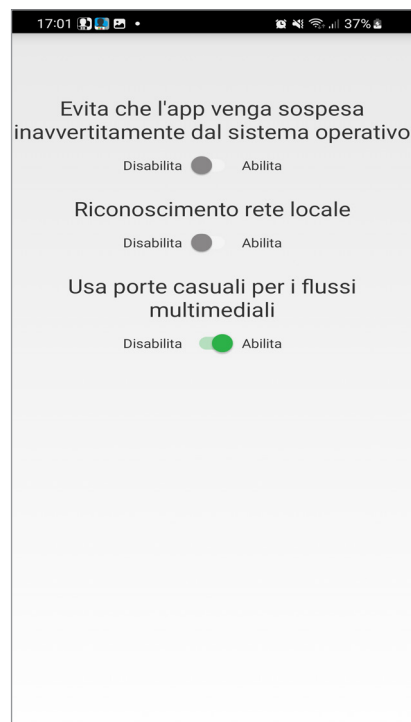 17:01 37%
Evita che l'app venga sospesa
inavvertitamente dal sistema operativo
Disabilita Abilita
Riconoscimento rete locale
Disabilita Abilita
Usa porte casuali per i flussi
multimediali
Disabilita Abilita